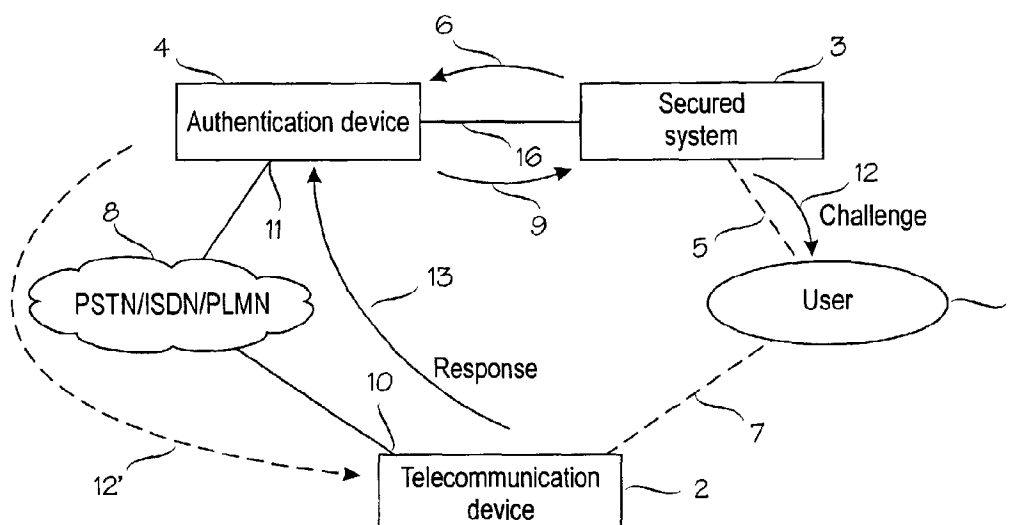 4
6
3
Authentication device
Secured
system
16
12
9
11
5
Challenge
8
PSTN/ISDN/PLMN
13
User
Response
10
7
12'
Telecommunication
device
2